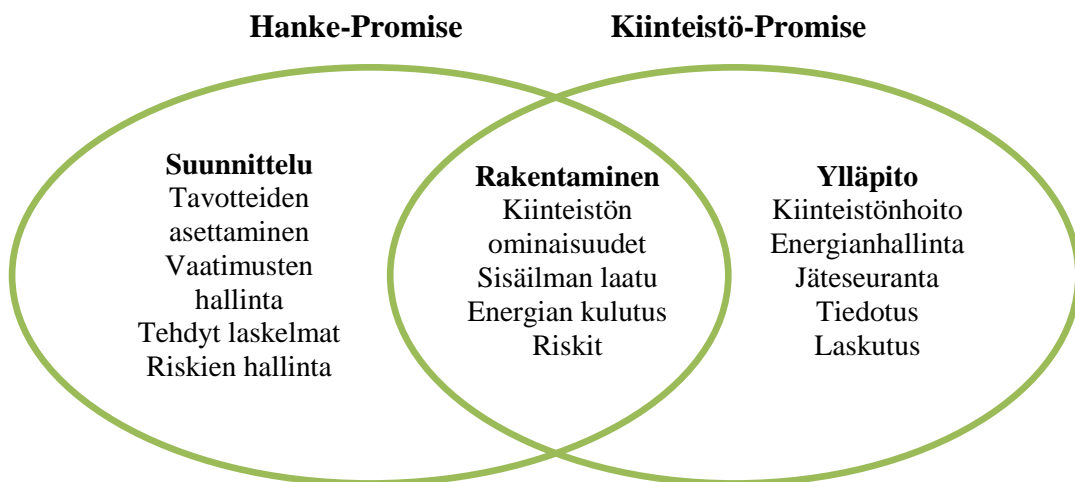 Hanke-Promise
Kiinteistö-Promise
Suunnittelu
Tavotteiden
asettaminen
Vaatimusten
hallinta
Tehdyt laskelmat
Riskien hallinta
Rakentaminen
Kiinteistön
ominaisuudet
Sisäilman laatu
Energian kulutus
Riskit
Ylläpito
Kiinteistönhoito
Energianhallinta
Jäteseuranta
Tiedotus
Laskutus